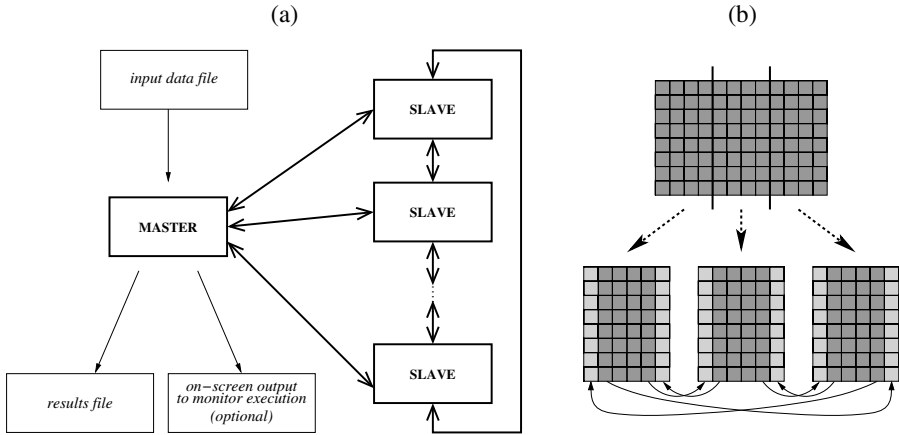 (a)
(b)
input data file
SLAVE
SLAVE
MASTER
SLAVE
results file
on-screen output
to monitor execution
(optional)